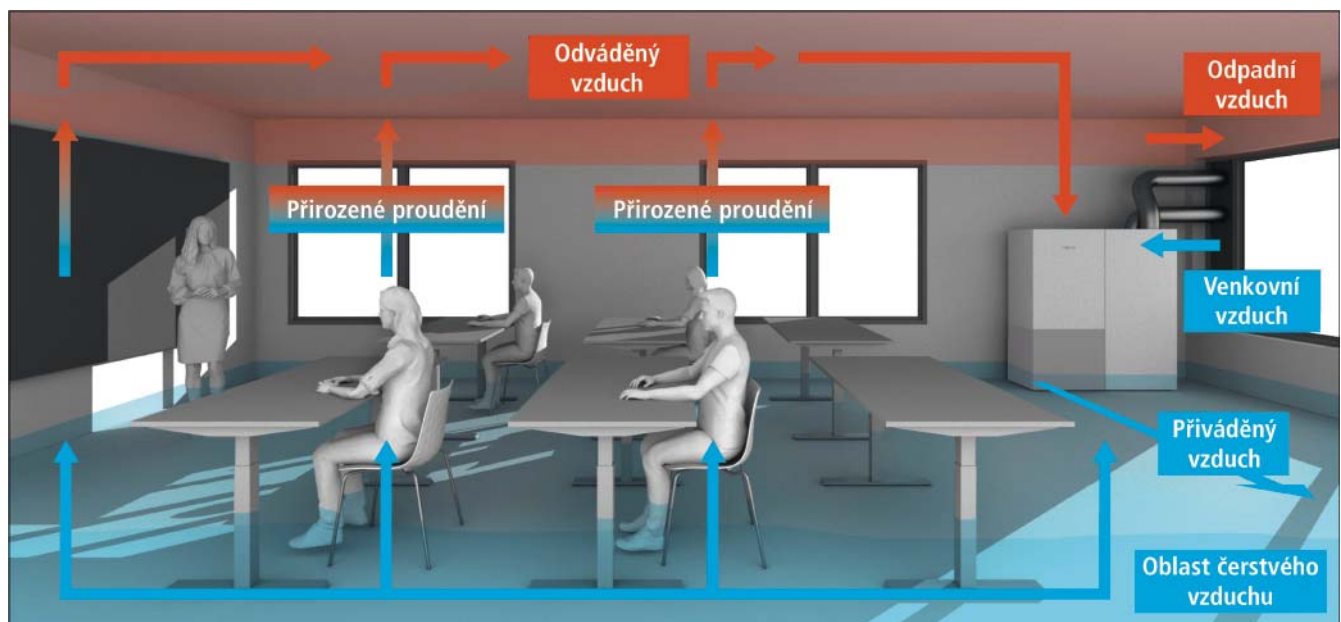 Odváděný
vzduch
Odpadní
vzduch
Přirozené proudění
Přirozené proudění
Venkovní
vzduch
Přiváděný
vzduch
Oblast čerstvého
vzduchu